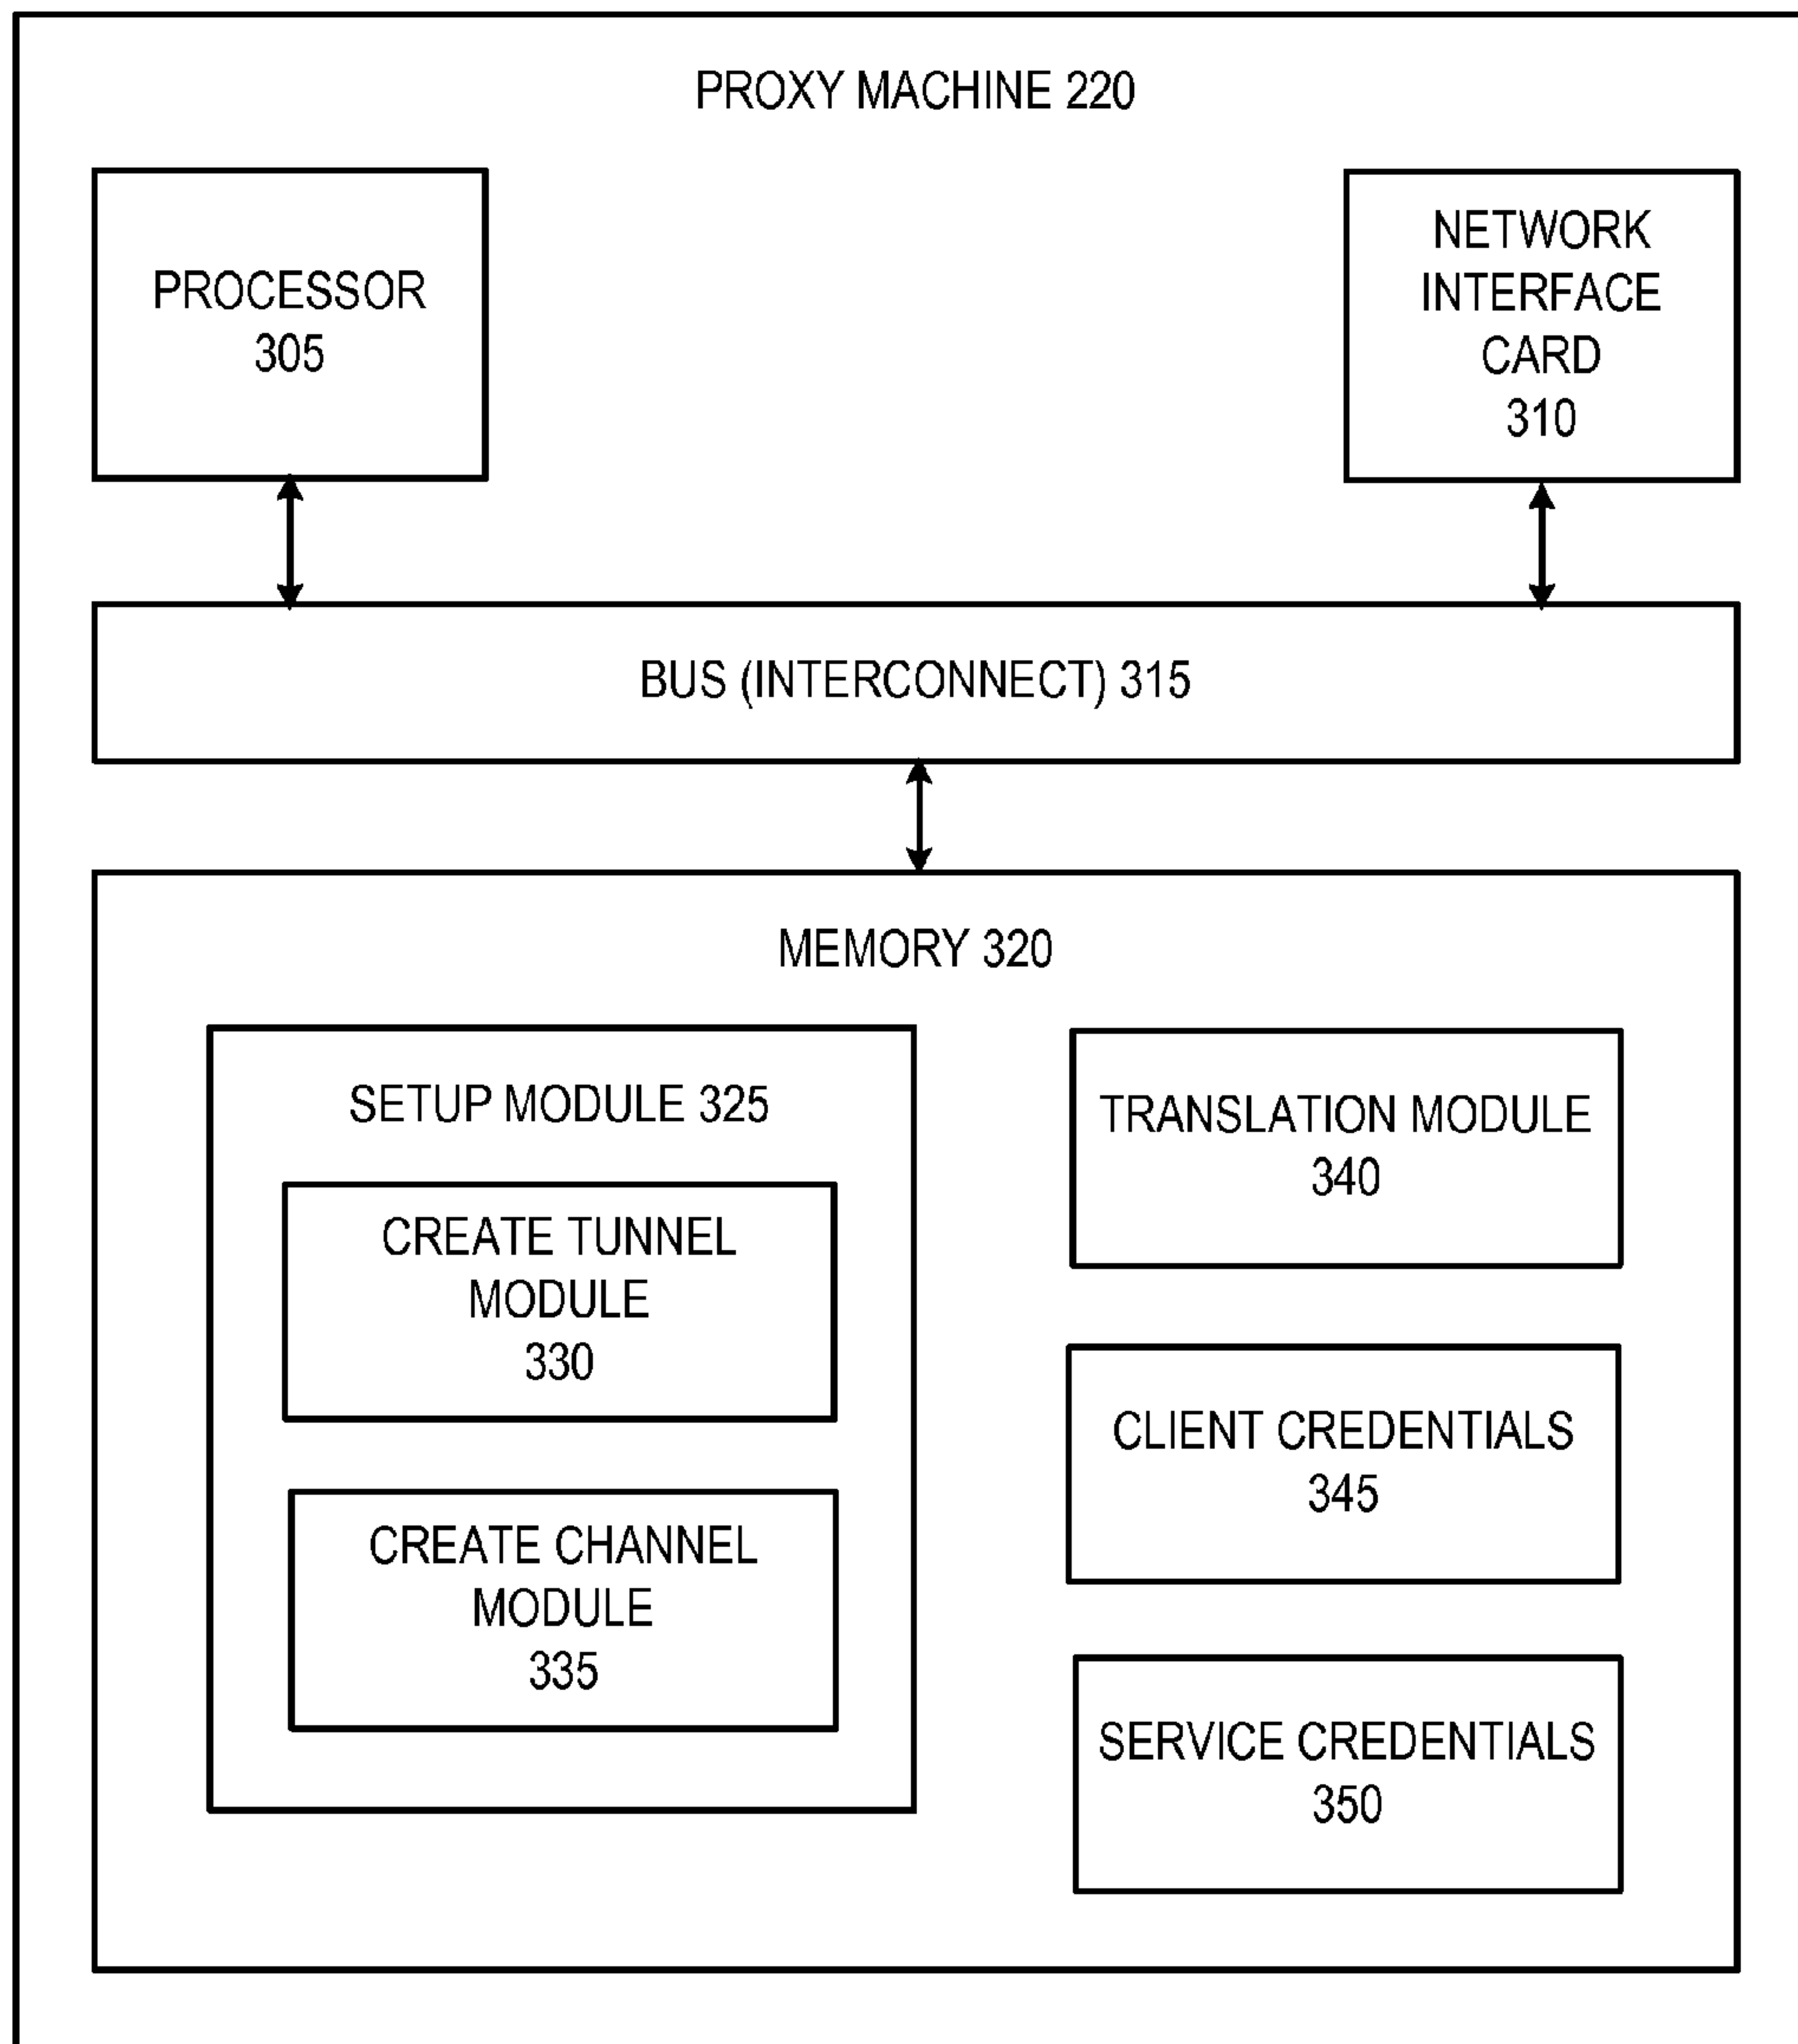 PROXY MACHINE 220
PROCESSOR
305
NETWORK
INTERFACE
CARD
310
BUS (INTERCONNECT) 315
MEMORY 320
SETUP MODULE 325
CREATE TUNNEL
MODULE
330
CREATE CHANNEL
MODULE
335
TRANSLATION MODULE
340
CLIENT CREDENTIALS
345
SERVICE CREDENTIALS
350